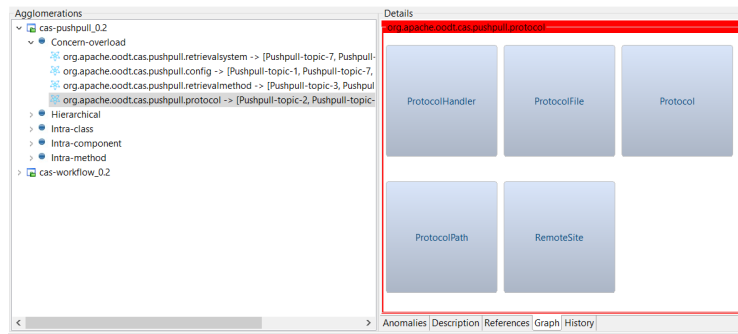 Agglomerations
cas-pushpull_0.2
Concern-overload
org.apache.oodt.cas.pushpull.retrievalsystem -> [Pushpull-topic-7, Pushpull-
org.apache.oodt.cas.pushpull.config -> [Pushpull-topic-1, Pushpull-topic-7,
org.apache.oodt.cas.pushpull.retrievalmethod -> [Pushpull-topic-3, Pushpul
org.apache.oodt.cas.pushpull.protocol -> [Pushpull-topic-2, Pushpull-topic-
Hierarchical
Intra-class
Intra-component
Intra-method
cas-workflow_0.2
Details
org.apache.oodt.cas.pushpull.protocol
ProtocolHandler ProtocolFile Protocol
ProtocolPath RemoteSite
Anomalies Description References Graph History